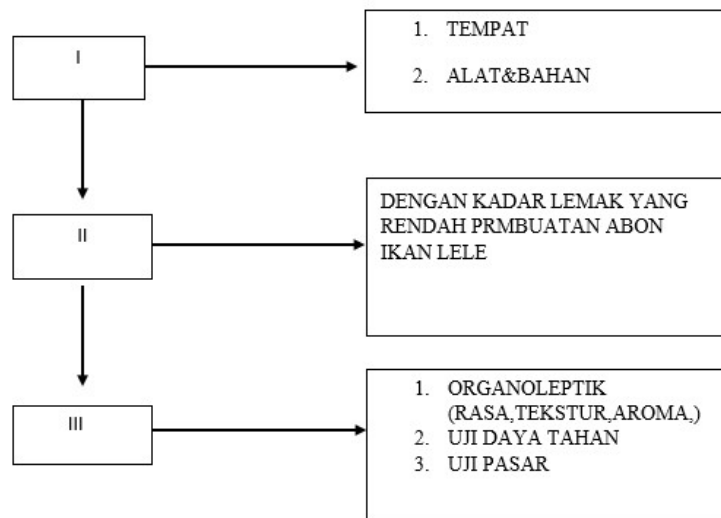 I
1. TEMPAT
2. ALAT&BAHAN
II
DENGAN KADAR LEMAK YANG
RENDAH PRMBUATAN ABON
IKAN LELE
III
1. ORGANOLEPTIK
(RASA,TEKSTUR,AROMA,)
2. UJI DAYA TAHAN
3. UJI PASAR